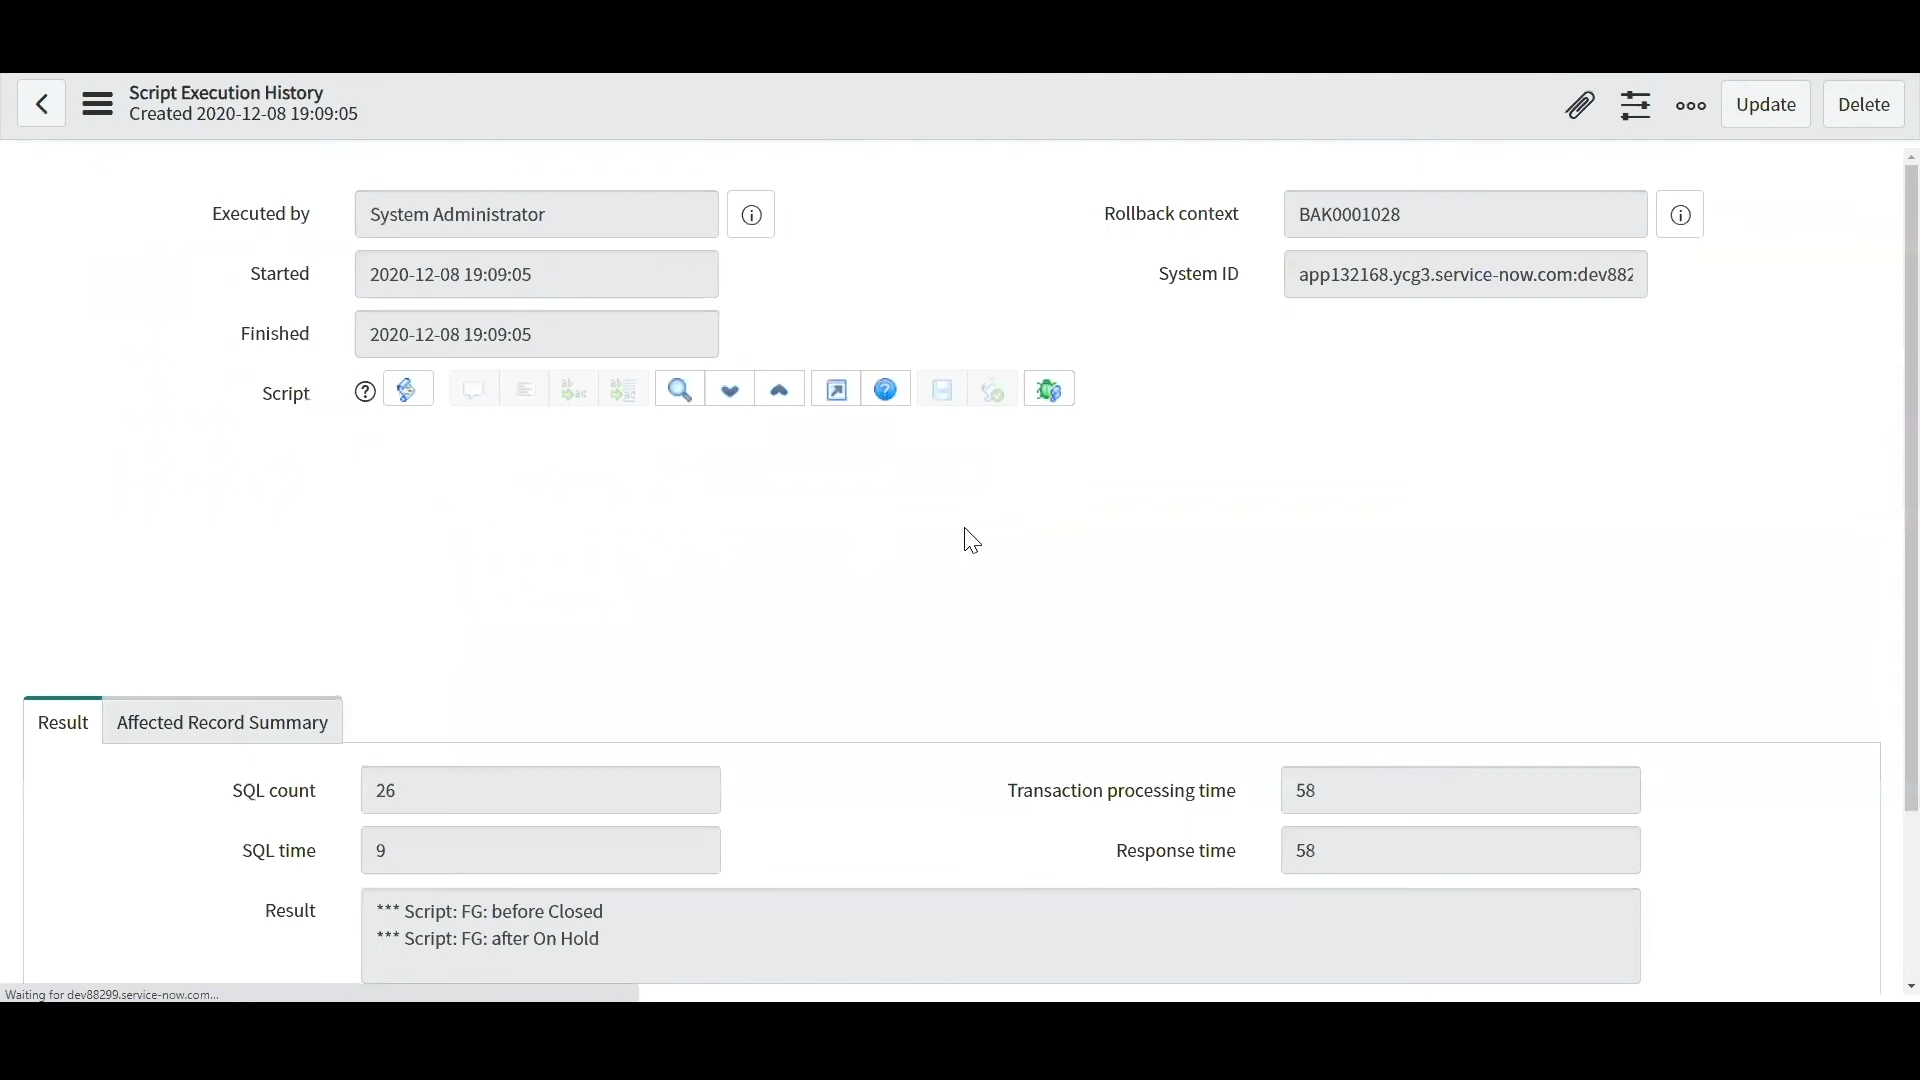 Script Execution History
Created 2020-12-08 19:09:05
Update
Delete
Executed by
System Administrator
Rollback context
BAK0001028
Started
2020-12-08 19:09:05
System ID
app132168.ycg3.service-now.com:dev882
Finished
2020-12-08 19:09:05
Script
Result
Affected Record Summary
SQL count
26
Transaction processing time
58
SQL time
9
Response time
58
Result
*** Script: FG: before Closed
*** Script: FG: after On Hold
Waiting for dev88299.service-now.com...